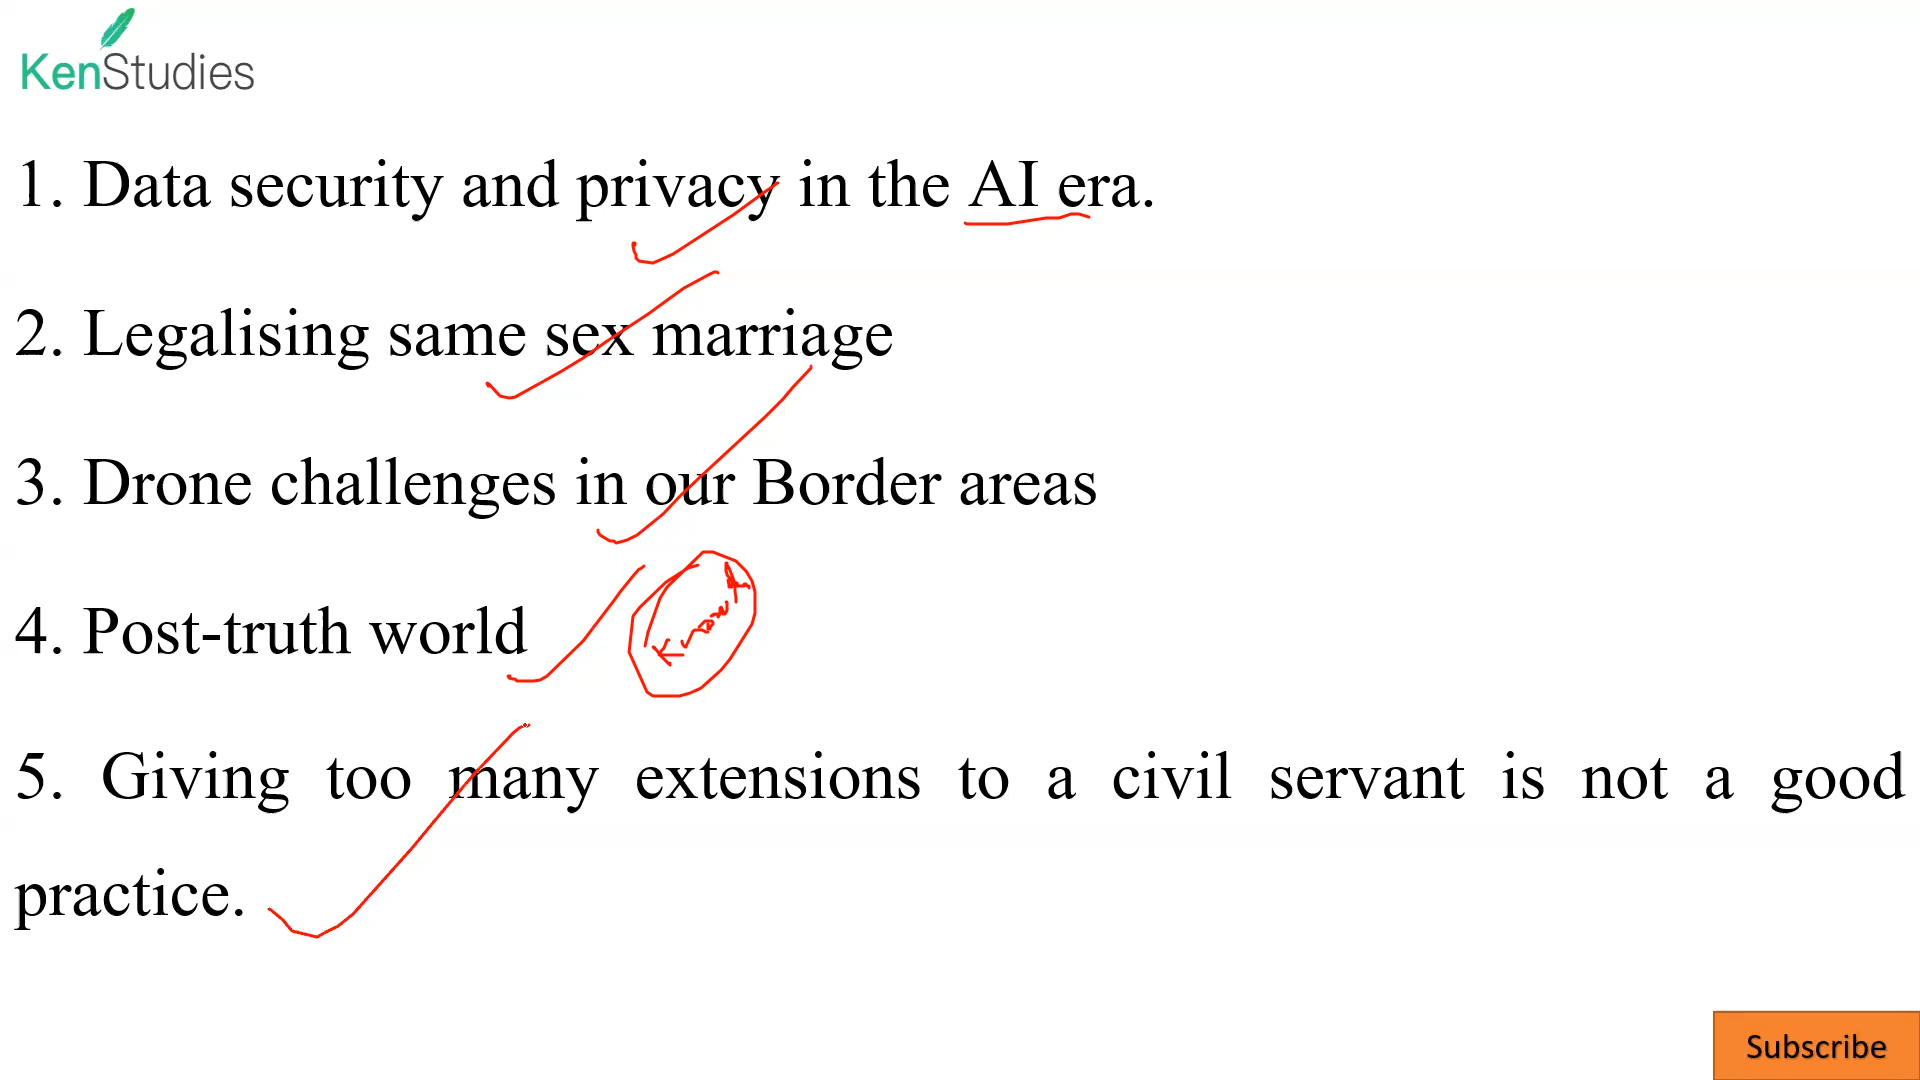 KenStudies
1. Data security and privacy in the AI era.
2. Legalising same sex marriage
3. Drone challenges in our Border areas
4. Post-truth world
5. Giving too many extensions to a civil servant is not a good
practice.
Subscribe